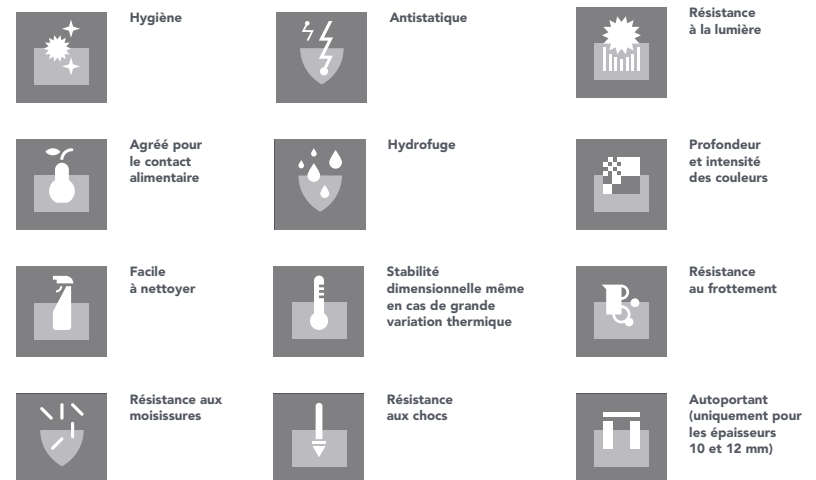 Hygiène
Antistatique
Résistance
à la lumière
Agréé pour
le contact
alimentaire
Hydrofuge
Profondeur
et intensité
des couleurs
Facile
à nettoyer
Stabilité
dimensionnelle même
en cas de grande
variation thermique
Résistance
au frottement
Résistance aux
moisissures
Résistance
aux chocs
Autoportant
(uniquement pour
les épaisseurs
10 et 12 mm)